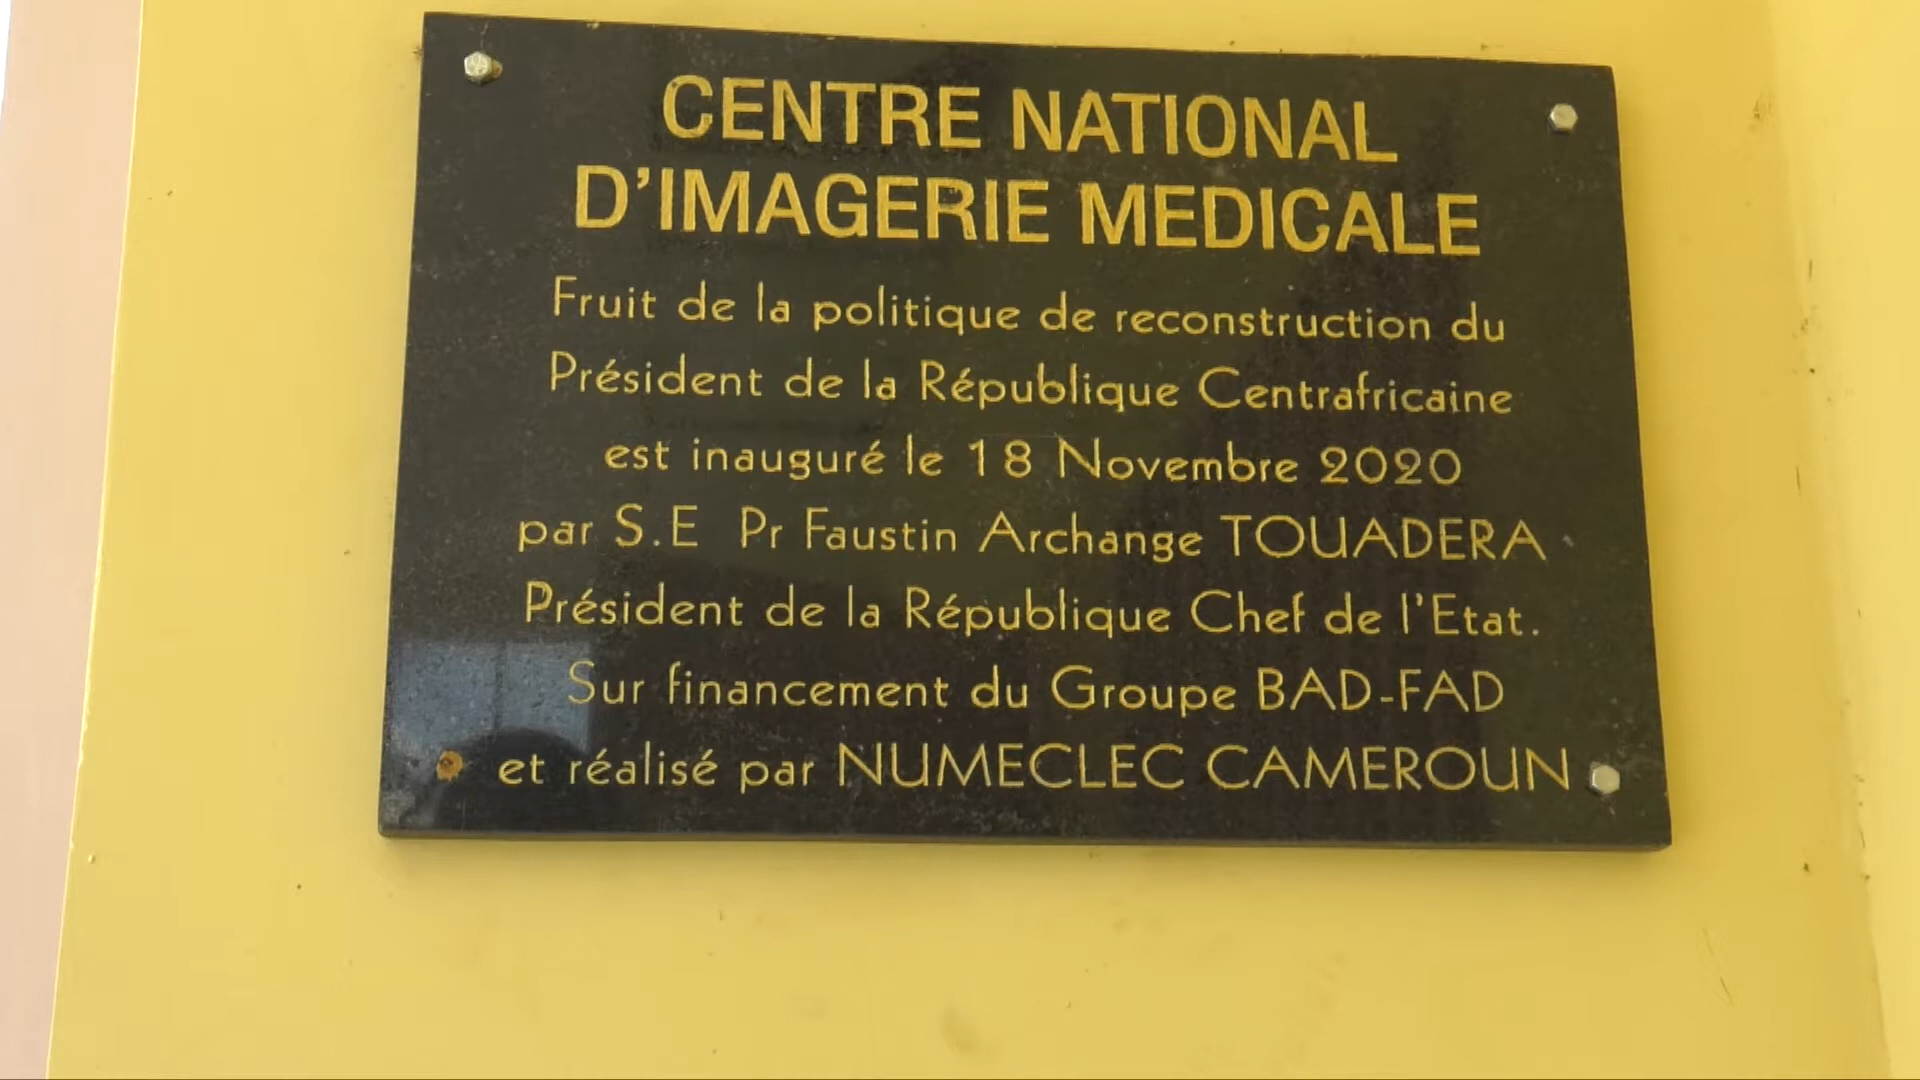 CENTRE NATIONAL
D'IMAGERIE MEDICALE
Fruit de la politique de reconstruction du
Président de la République Centrafricaine
est inauguré le 18 Novembre 2020
par S.E Pr Faustin Archange TOUADERA
Président de la République Chef de l'Etat.
Sur financement du Groupe BAD-FAD
et réalisé par NUMECLEC CAMEROUN